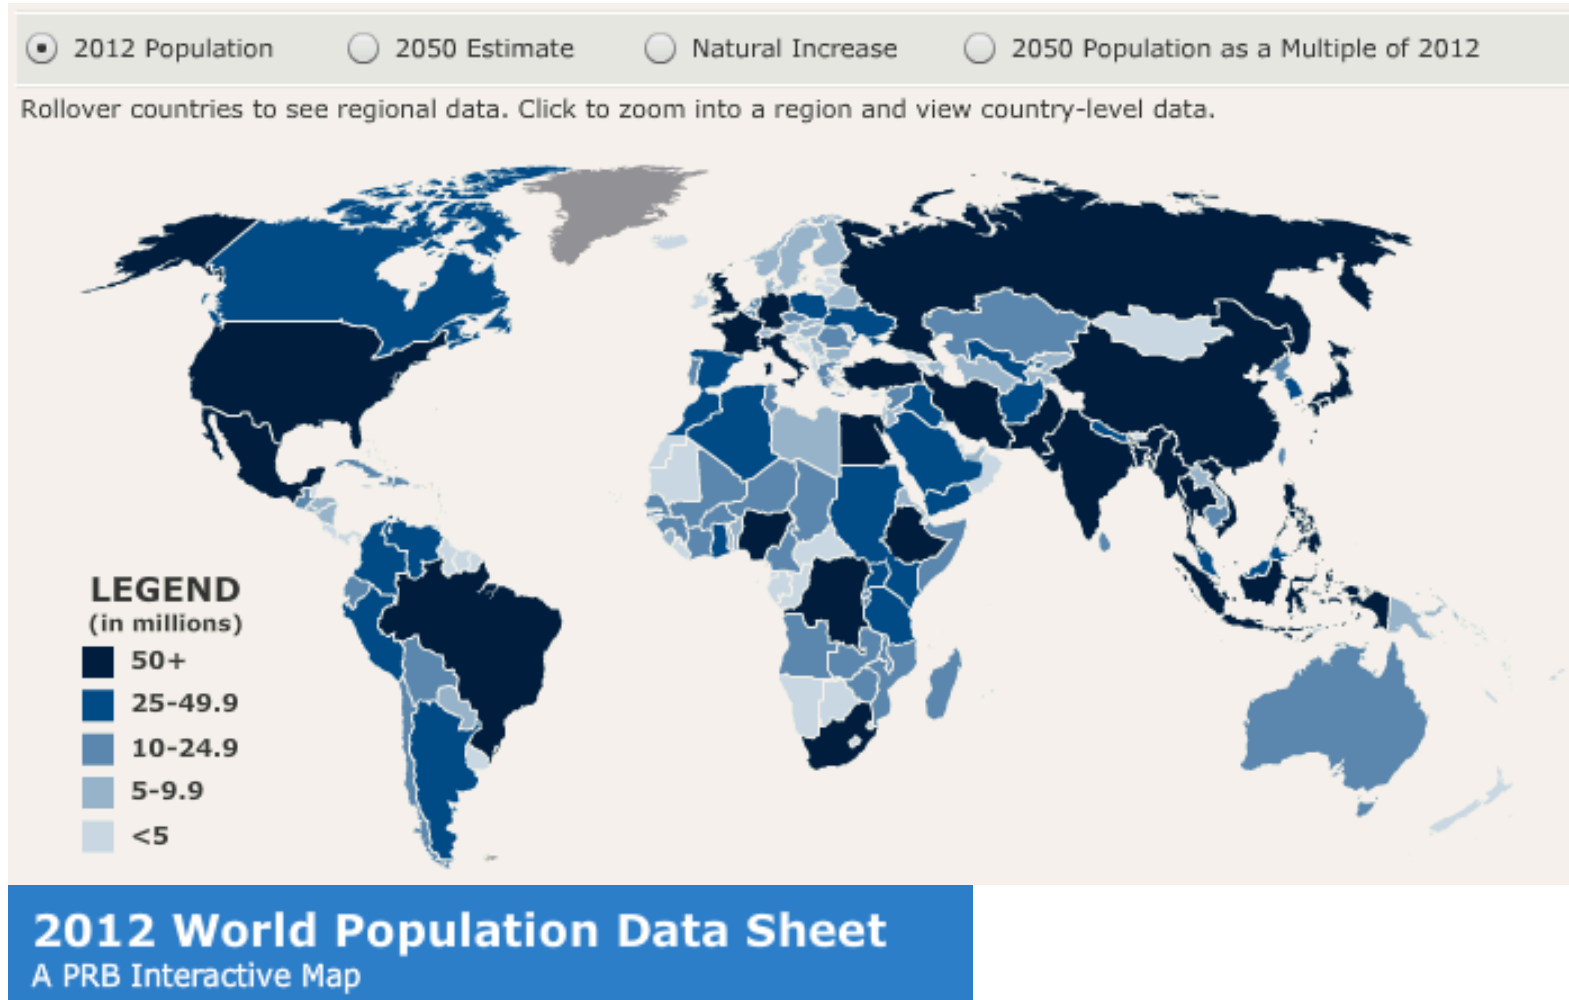 2012 Population 2050 Estimate Natural Increase 2050 Population as a Multiple of 2012
Rollover countries to see regional data. Click to zoom into a region and view country-level data.
LEGEND
(in millions)
50+
25-49.9
10-24.9
5-9.9
<5
2012 World Population Data Sheet
A PRB Interactive Map